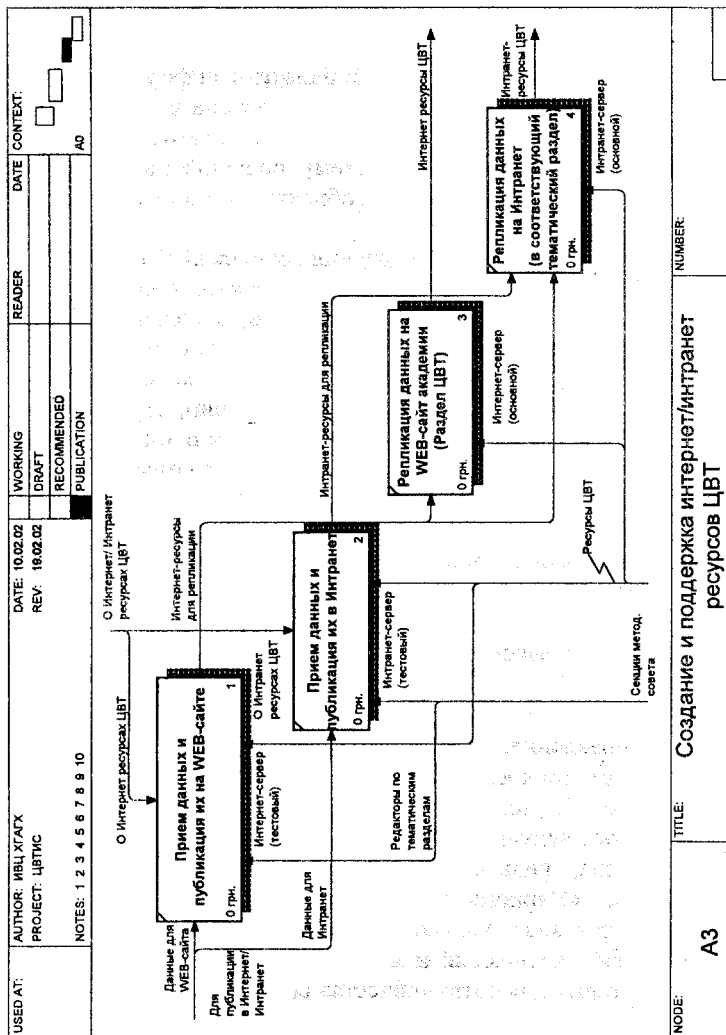 USED AT:
AUTHOR: ИВЦ ХГАГХ
PROJECT: ЦВТИС
NOTES: 1 2 3 4 5 6 7 8 9 10
DATE: 10.02.02
REV: 19.02.02
WORKING
DRAFT
RECOMMENDED
PUBLICATION
READER
DATE
CONTEXT:
A0
О Интернет/ Интранет
ресурсах ЦВТ
О Интернет ресурсах ЦВТ
Данные для
WEB-сайта
Для
публикации
в Интернет/
Интранет
Прием данных и
публикация их на WEB-сайте
0 грн.
1
Интернет-сервер
(тестовый)
Интернет-ресурсы
для репликации
О Интранет
ресурсах ЦВТ
Данные для
Интранет
Прием данных и
публикация их в Интранет
0 грн.
2
Интранет-сервер
(тестовый)
Интранет-ресурсы для репликации
Редакторы по
тематическим
разделам
Репликация данных на
WEB-сайт академии
(Раздел ЦВТ)
0 грн.
3
Интернет-сервер
(основной)
Интернет ресурсы ЦВТ
Репликация данных
на Интранет
(в соответствующий
тематический раздел)
0 грн.
4
Интранет-сервер
(основной)
Интранет-
ресурсы ЦВТ
Секции метод.
совета
Ресурсы ЦВТ
NODE:
A3
TITLE:
Создание и поддержка интернет/интранет
ресурсов ЦВТ
NUMBER: